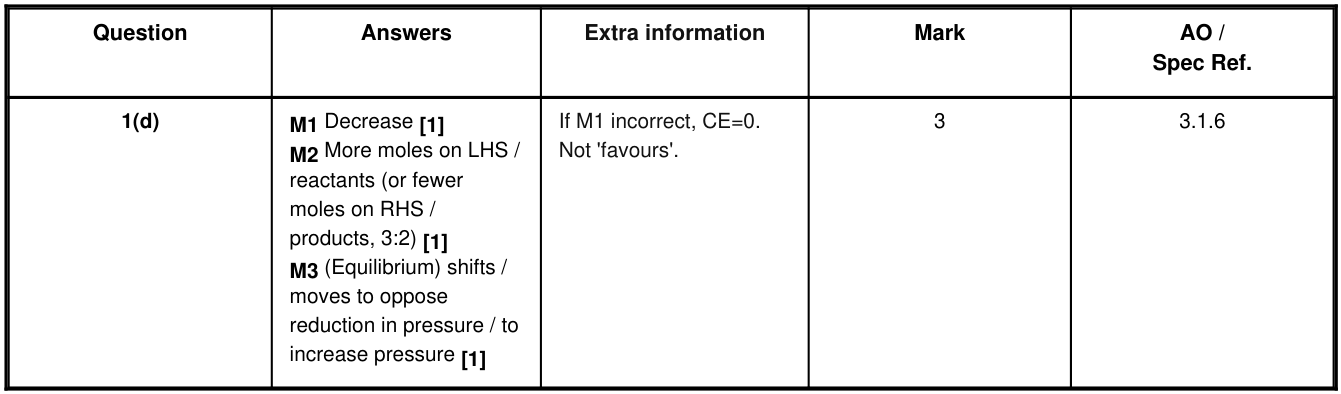 Question
Answers
Extra information
Mark
AO /
Spec Ref.
1(d)
M1 Decrease [1]
M2 More moles on LHS /
reactants (or fewer
moles on RHS /
products, 3:2) [1]
M3 (Equilibrium) shifts /
moves to oppose
reduction in pressure / to
increase pressure [1]
If M1 incorrect, CE=0.
Not 'favours'.
3
3.1.6